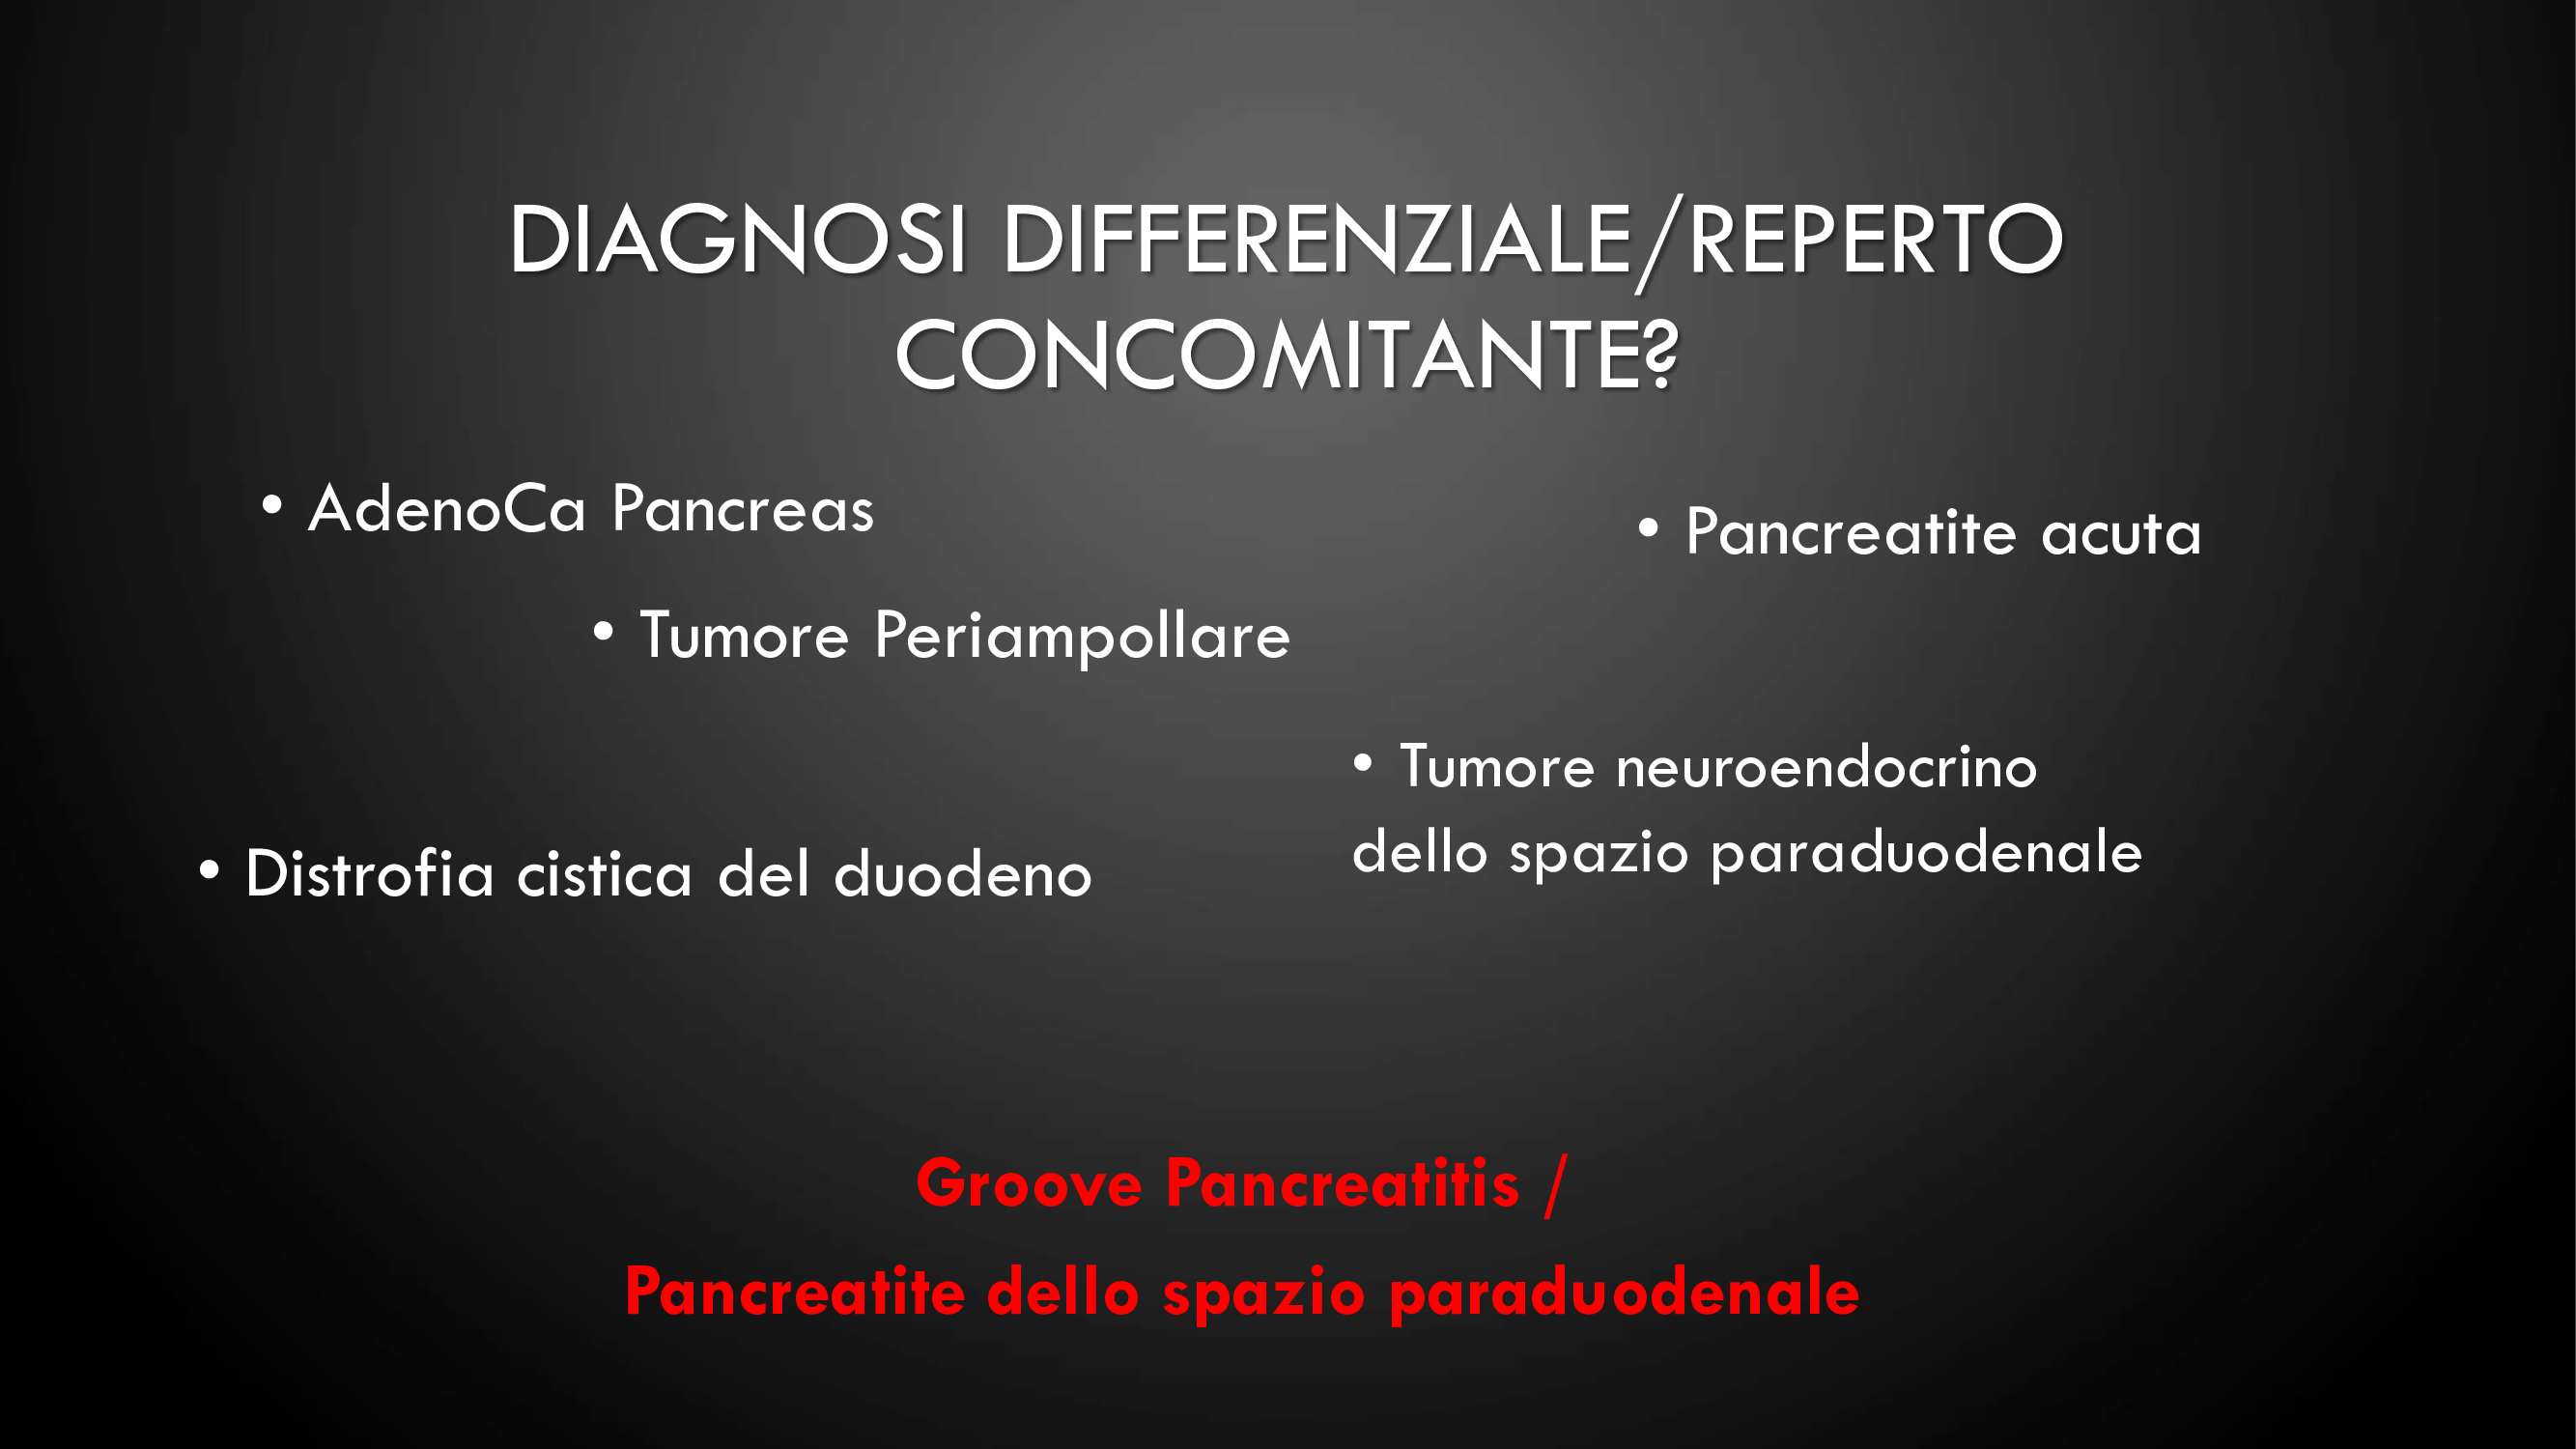 DIAGNOSI DIFFERENZIALE/REPERTO
CONCOMITANTE?
• AdenoCa Pancreas
• Pancreatite acuta
• Tumore Periampollare
• Tumore neuroendocrino
dello spazio paraduodenale
• Distrofia cistica del duodeno
Groove Pancreatitis /
Pancreatite dello spazio paraduodenale